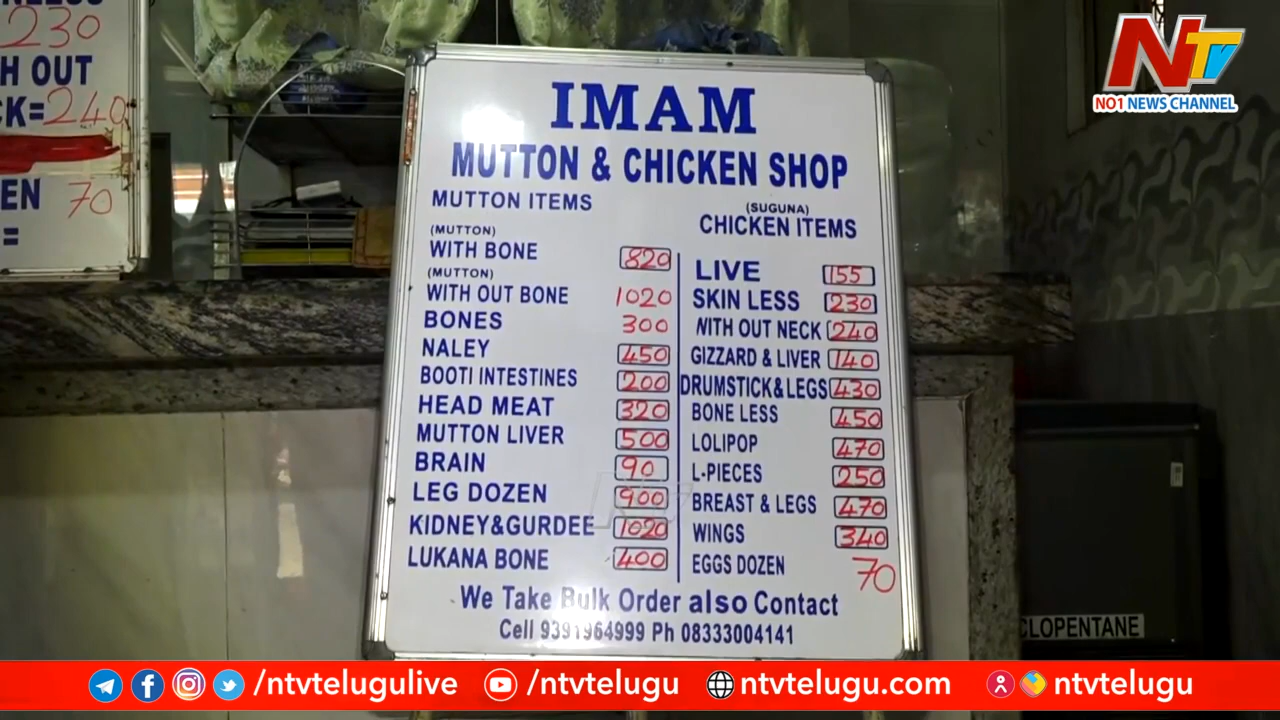 230
H OUT
CK=240
EN 70
=
NTV
NO1 NEWS CHANNEL
IMAM
MUTTON & CHICKEN SHOP
MUTTON ITEMS
(MUTTON)
WITH BONE 820
(MUTTON)
WITH OUT BONE 1020
BONES 300
NALEY 450
BOOTI INTESTINES 200
HEAD MEAT 320
MUTTON LIVER 500
BRAIN 90
LEG DOZEN 900
KIDNEY&GURDEE 1020
LUKANA BONE 400
(SUGUNA)
CHICKEN ITEMS
LIVE 155
SKIN LESS 230
WITH OUT NECK 240
GIZZARD & LIVER 140
DRUMSTICK&LEGS 430
BONE LESS 450
LOLIPOP 470
L-PIECES 250
BREAST & LEGS 470
WINGS 340
EGGS DOZEN 70
We Take Bulk Order also Contact
Cell 9391964999 Ph 08333004141
CLOPENTANE
/ntvtelugulive /ntvtelugu ntvtelugu.com ntvtelugu